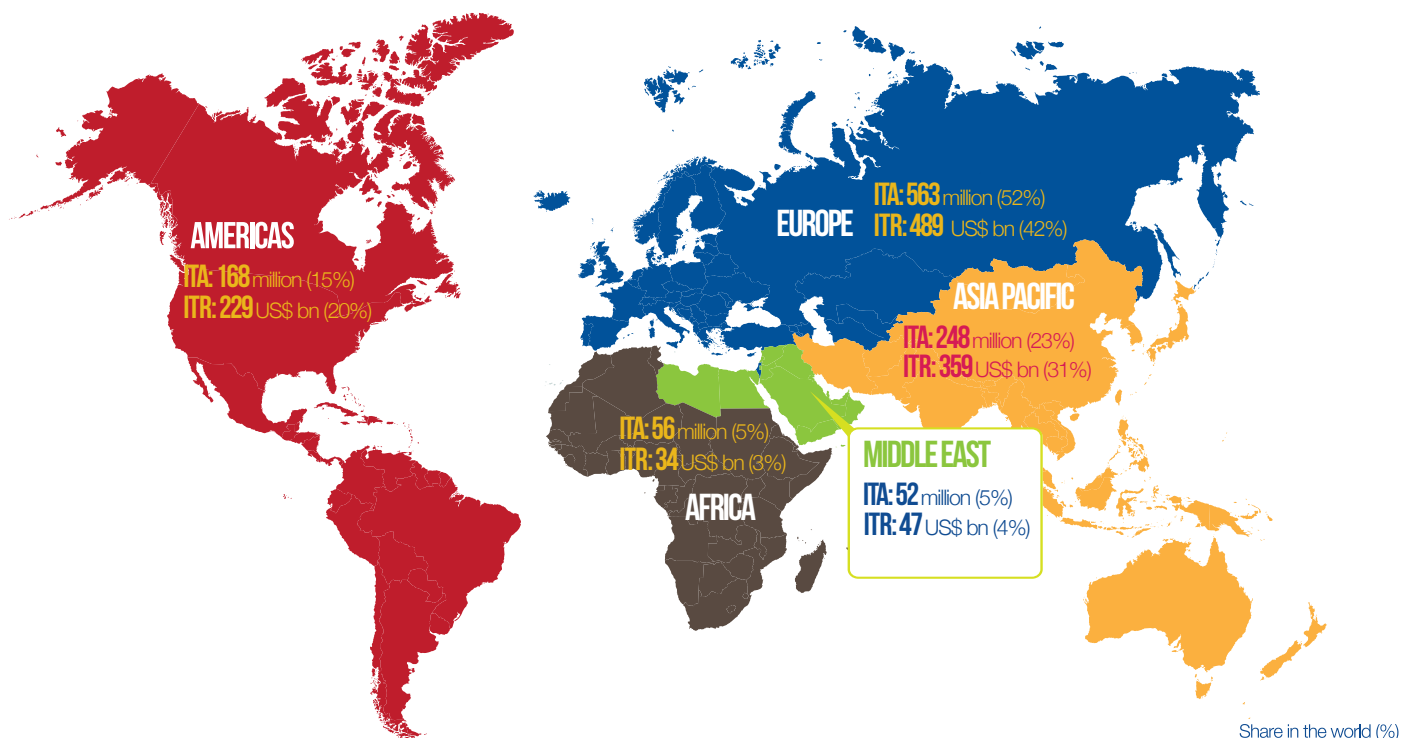 AMERICAS
ITA: 168 million (15%)
ITR: 229 US$ bn (20%)
EUROPE
ITA: 563 million (52%)
ITR: 489 US$ bn (42%)
ASIA PACIFIC
ITA: 248 million (23%)
ITR: 359 US$ bn (31%)
ITA: 56 million (5%)
ITR: 34 US$ bn (3%)
AFRICA
MIDDLE EAST
ITA: 52 million (5%)
ITR: 47 US$ bn (4%)
Share in the world (%)